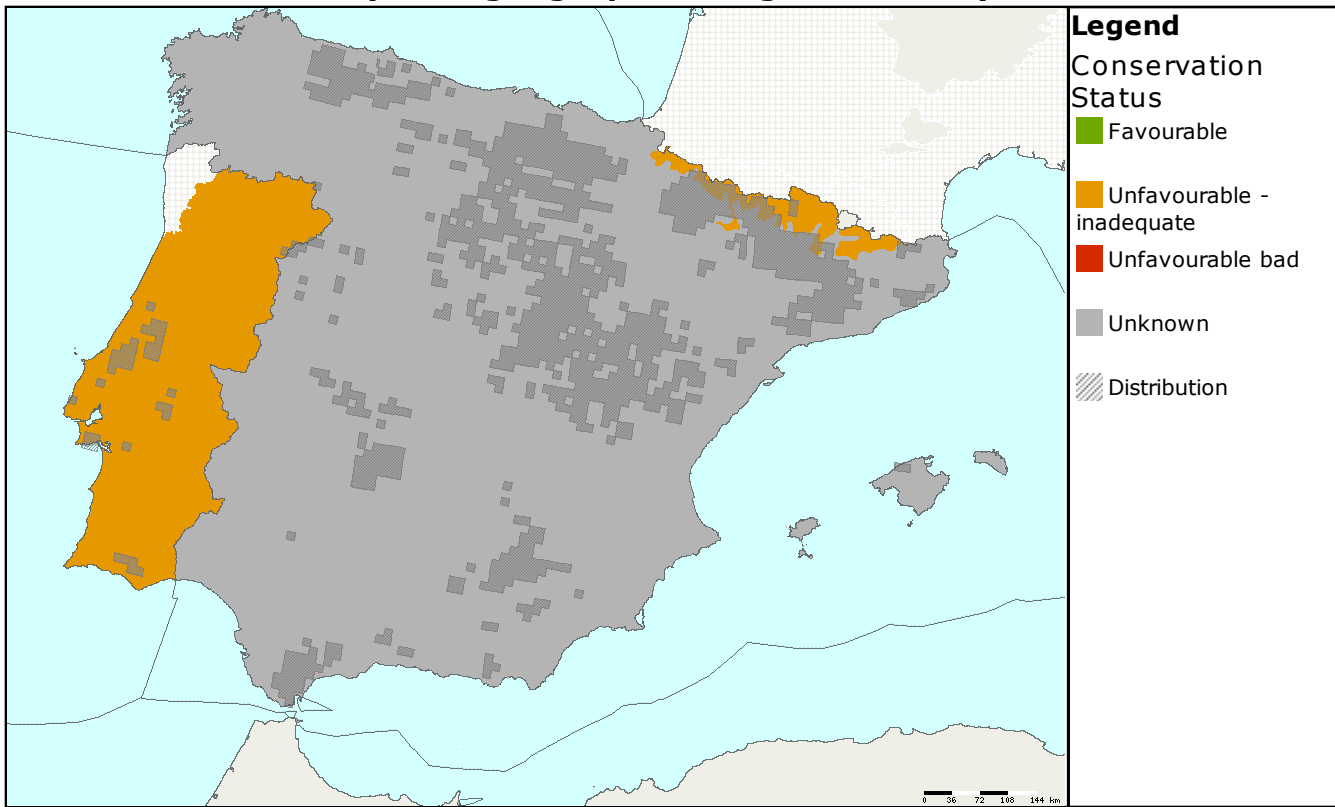 Legend
Conservation
Status
Favourable
Unfavourable -
inadequate
Unfavourable bad
Unknown
Distribution
0 36 72 108 144 km